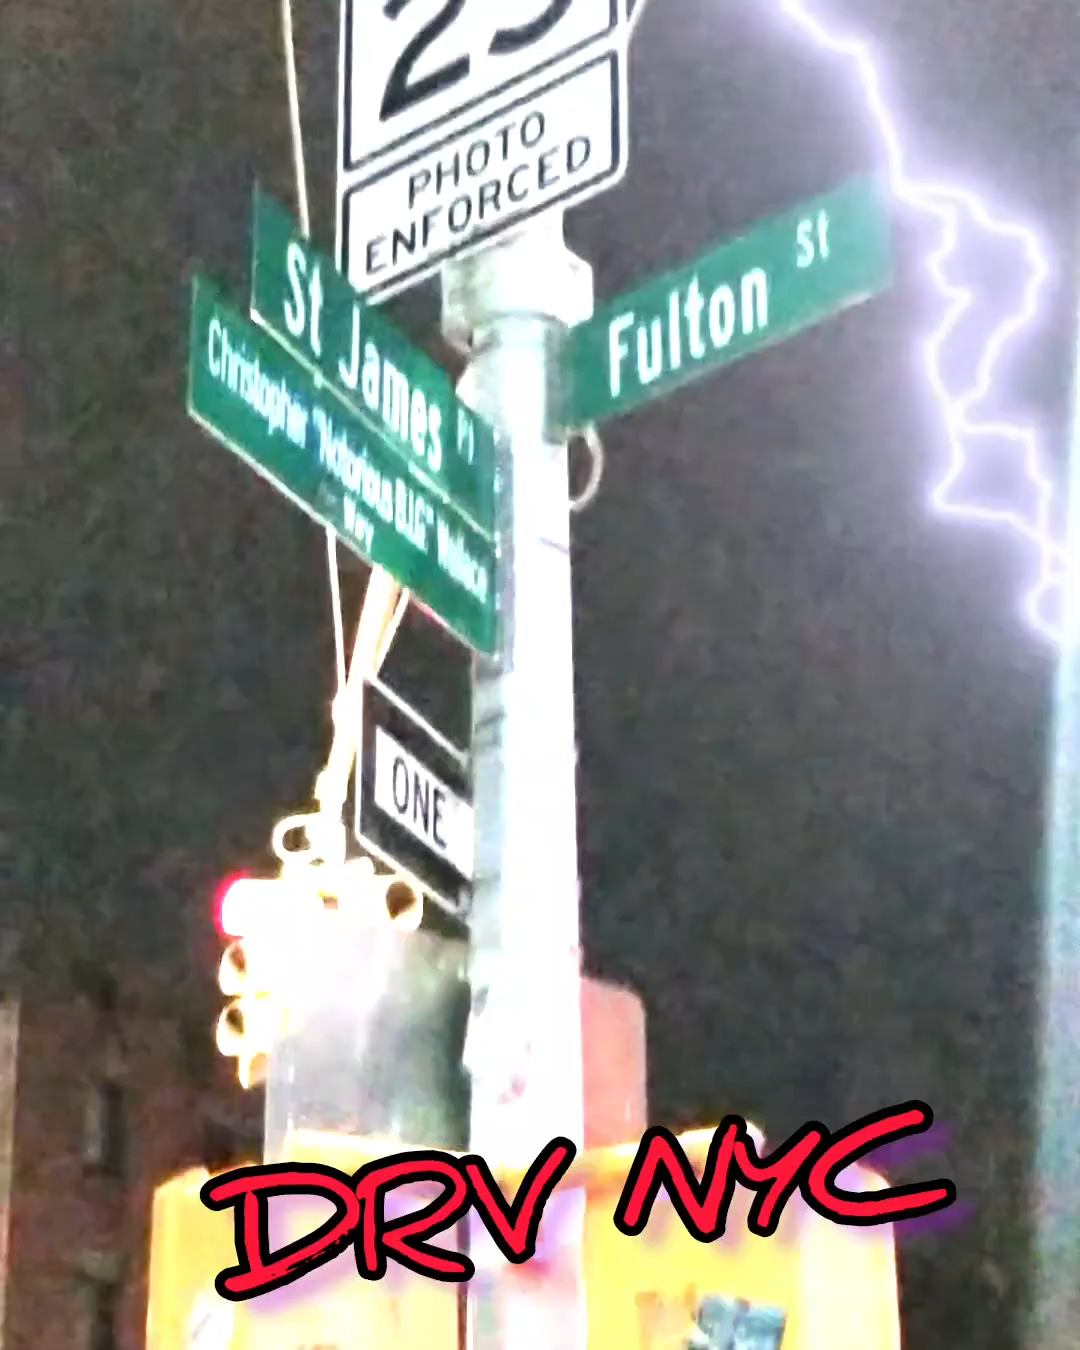 25
PHOTO
ENFORCED
St James Pl
Christopher "Notorious B.I.G." Wallace
Way
Fulton St
ONE
DRV NYC